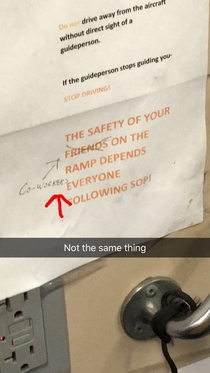 Do not drive away from the aircraft
without direct sight of a
guideperson.
If the guideperson stops guiding you-
STOP DRIVING!
THE SAFETY OF YOUR
FRIENDS ON THE
RAMP DEPENDS
Co-WORKERS EVERYONE
FOLLOWING SOP!
Not the same thing